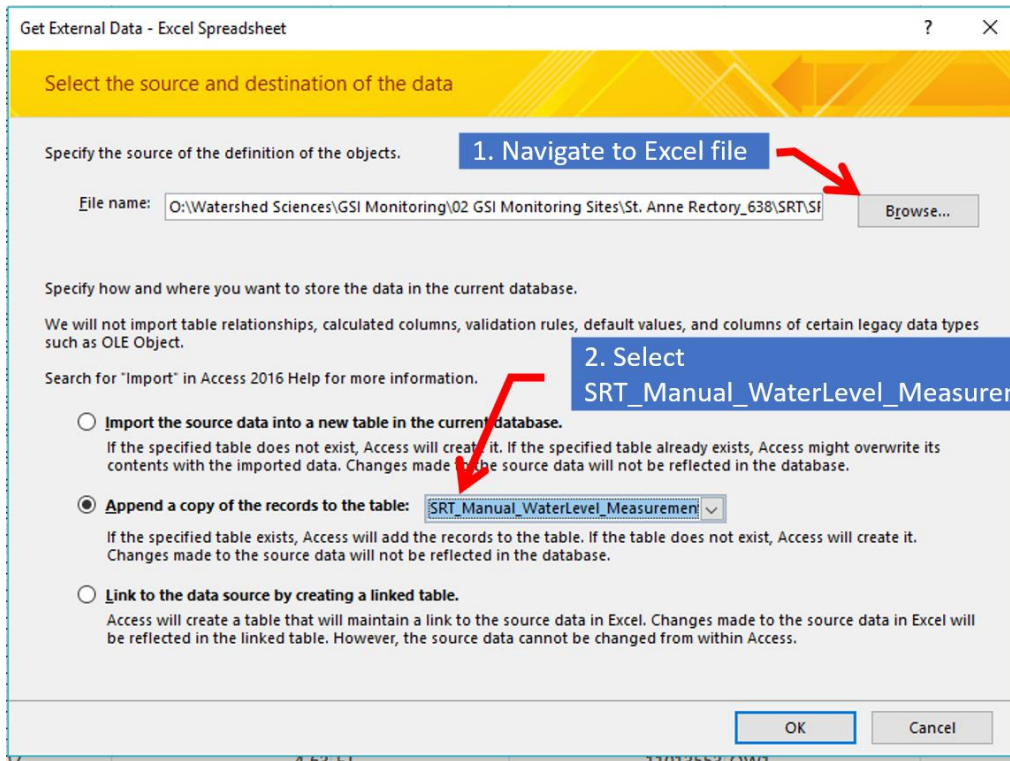 Get External Data - Excel Spreadsheet
Select the source and destination of the data
Specify the source of the definition of the objects.
1. Navigate to Excel file
File name:
O:\Watershed Sciences\GSI Monitoring\02 GSI Monitoring Sites\St. Anne Rectory_638\SRT\
Browse...
Specify how and where you want to store the data in the current database.
We will not import table relationships, calculated columns, validation rules, default values, and columns of certain legacy data types
such as OLE Object.
2. Select
SRT_Manual_WaterLevel_Measurem
Search for "Import" in Access 2016 Help for more information.
Import the source data into a new table in the current database.
If the specified table does not exist, Access will create it. If the specified table already exists, Access might overwrite its
contents with the imported data. Changes made to the source data will not be reflected in the database.
Append a copy of the records to the table:
SRT_Manual_WaterLevel_Measuremen
If the specified table exists, Access will add the records to the table. If the table does not exist, Access will create it.
Changes made to the source data will not be reflected in the database.
Link to the data source by creating a linked table.
Access will create a table that will maintain a link to the source data in Excel. Changes made to the source data in Excel will
be reflected in the linked table. However, the source data cannot be changed from within Access.
OK
Cancel